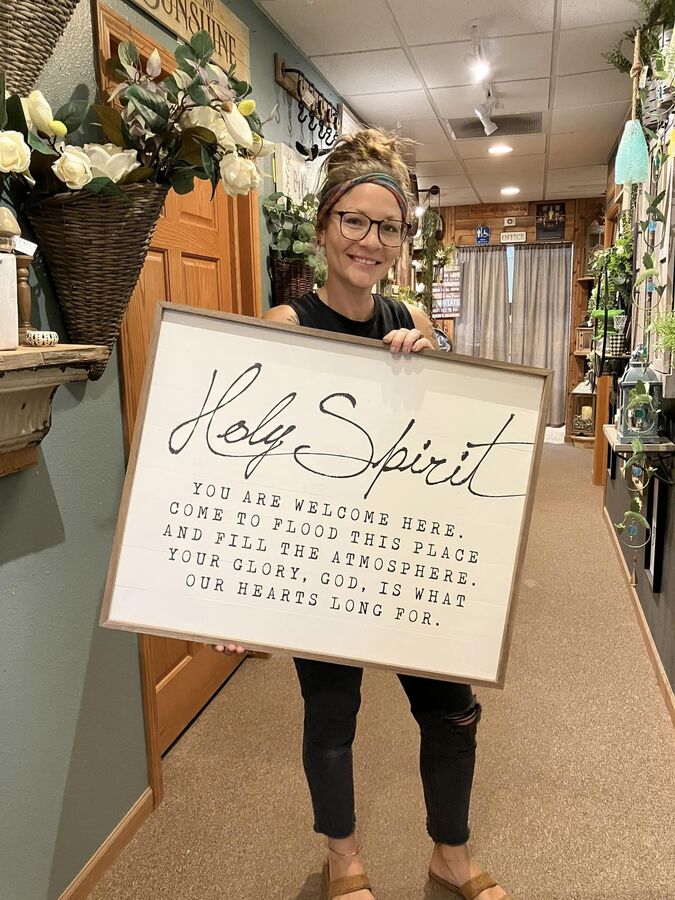 SUNSHINE
OFFICE
Holy Spirit
YOU ARE WELCOME HERE.
COME TO FLOOD THIS PLACE
AND FILL THE ATMOSPHERE.
YOUR GLORY, GOD, IS WHAT
OUR HEARTS LONG FOR.